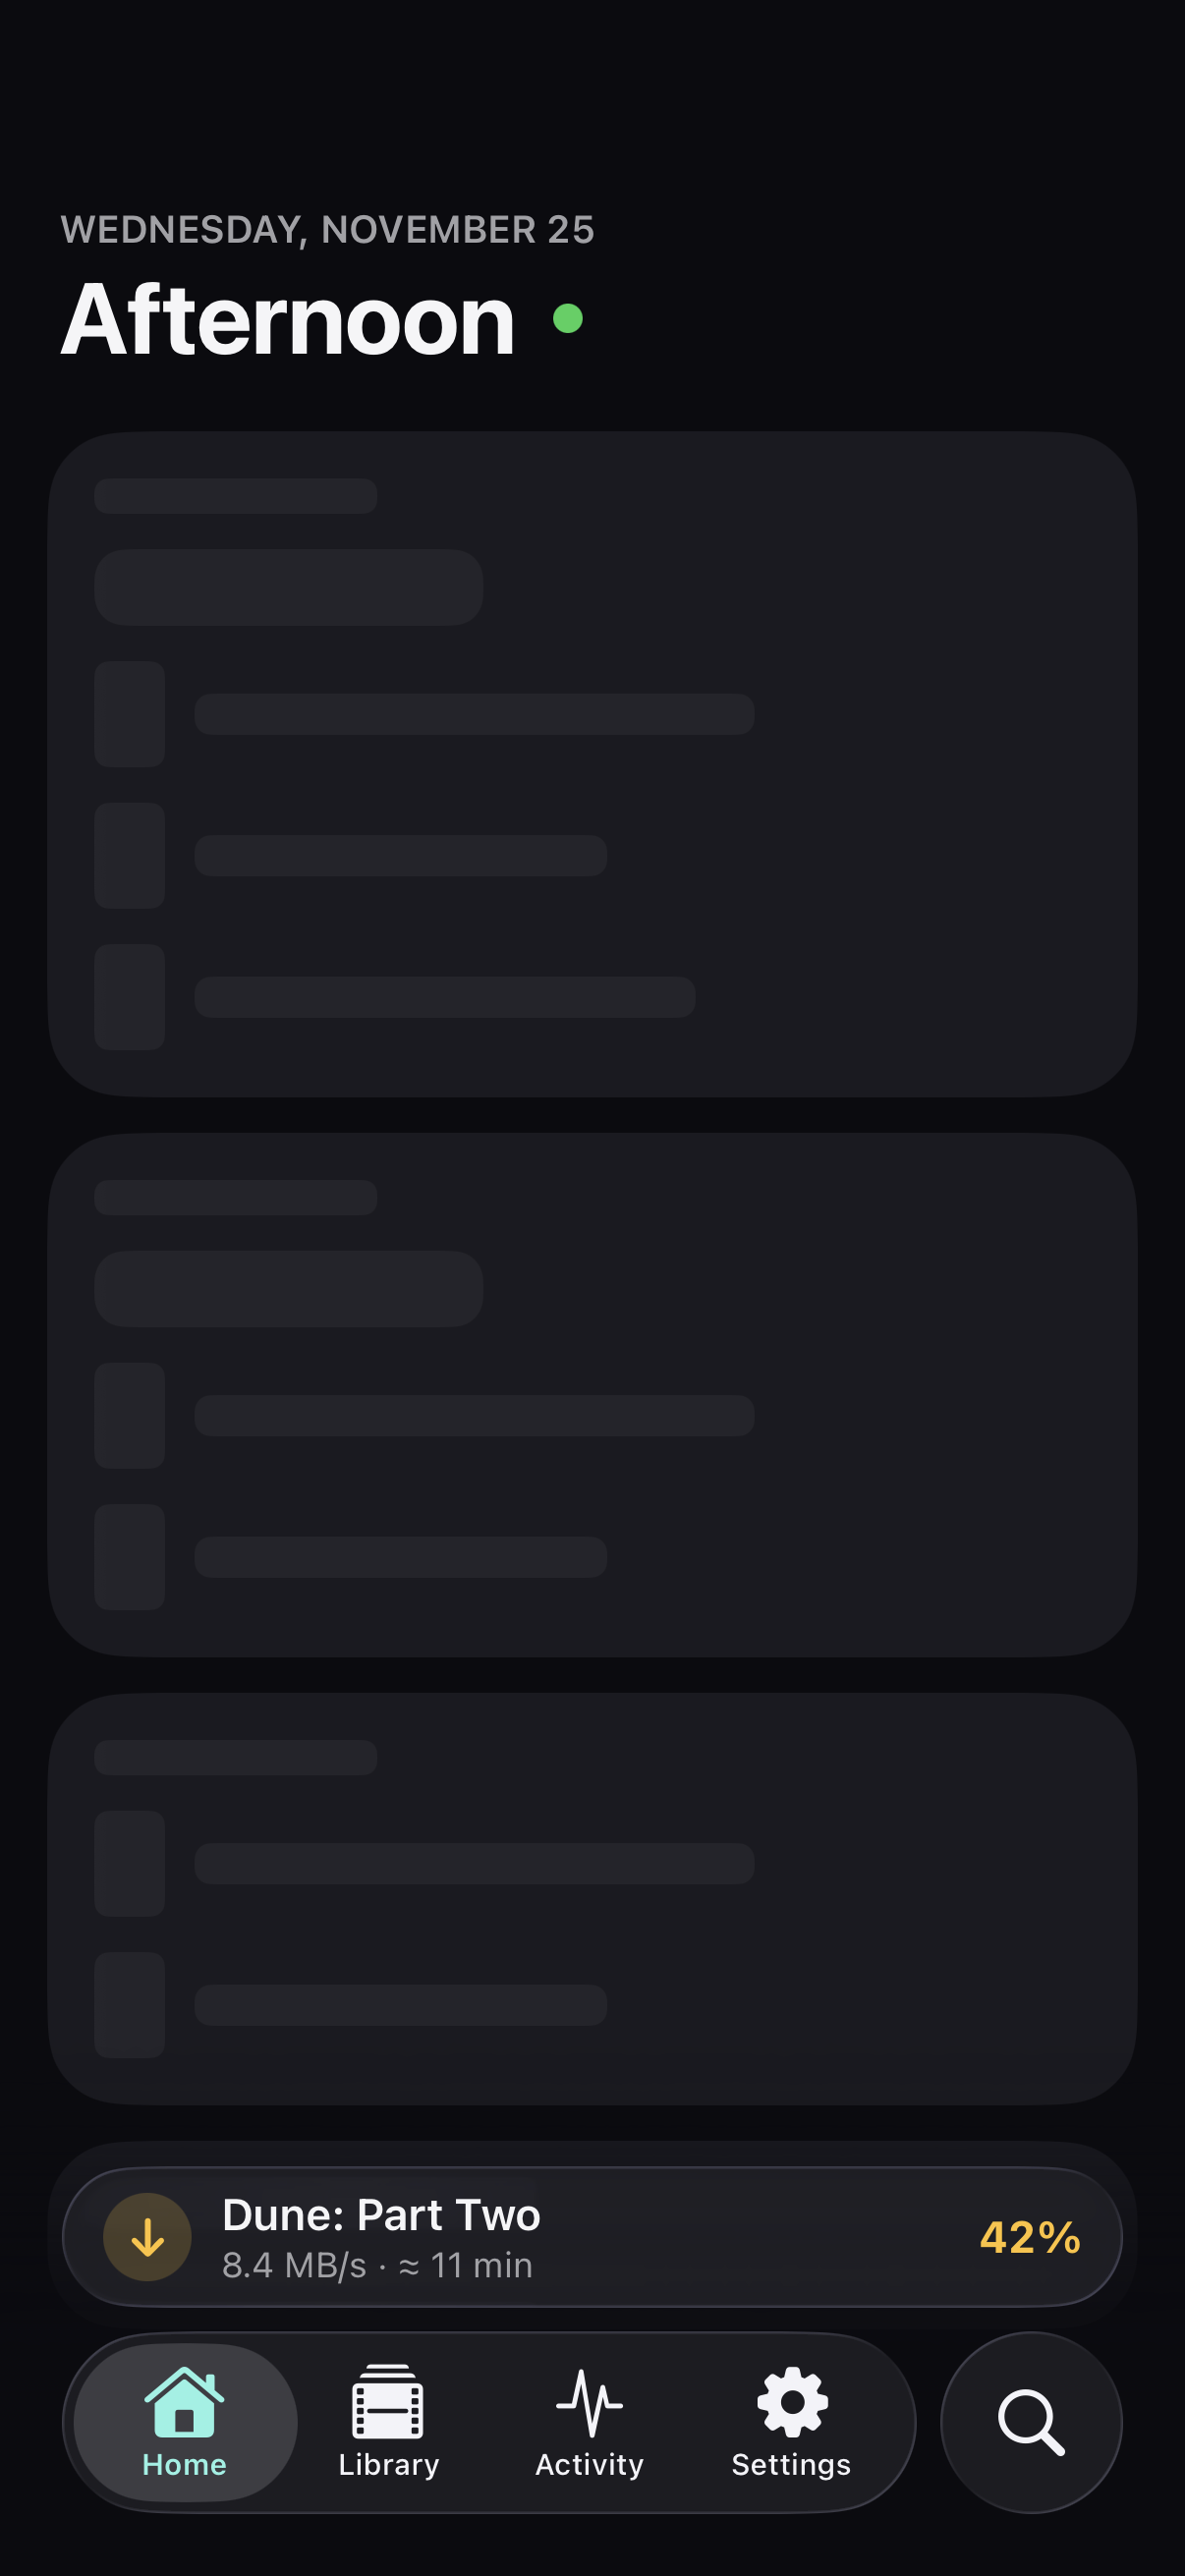 WEDNESDAY, NOVEMBER 25
Afternoon
Dune: Part Two
8.4 MB/s · ≈ 11 min
42%
Home
Library
Activity
Settings